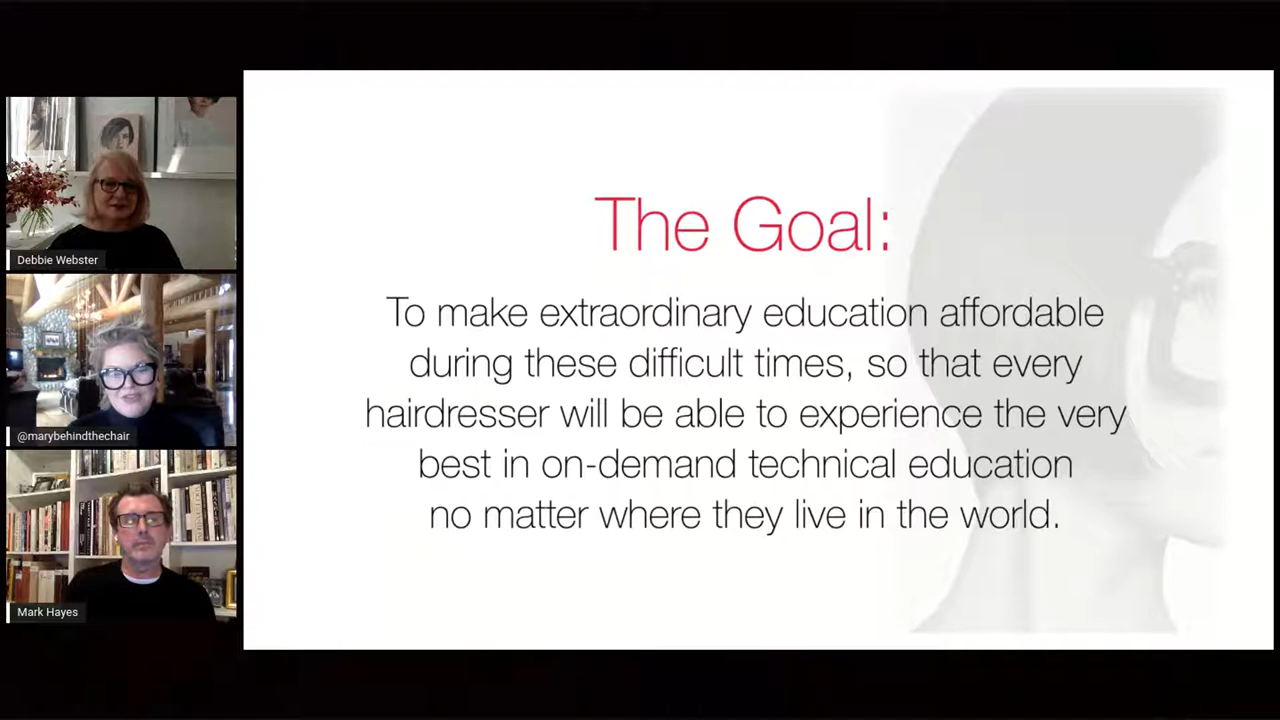 Debbie Webster
@marybehindthechair
Mark Hayes
The Goal:
To make extraordinary education affordable
during these difficult times, so that every
hairdresser will be able to experience the very
best in on-demand technical education
no matter where they live in the world.